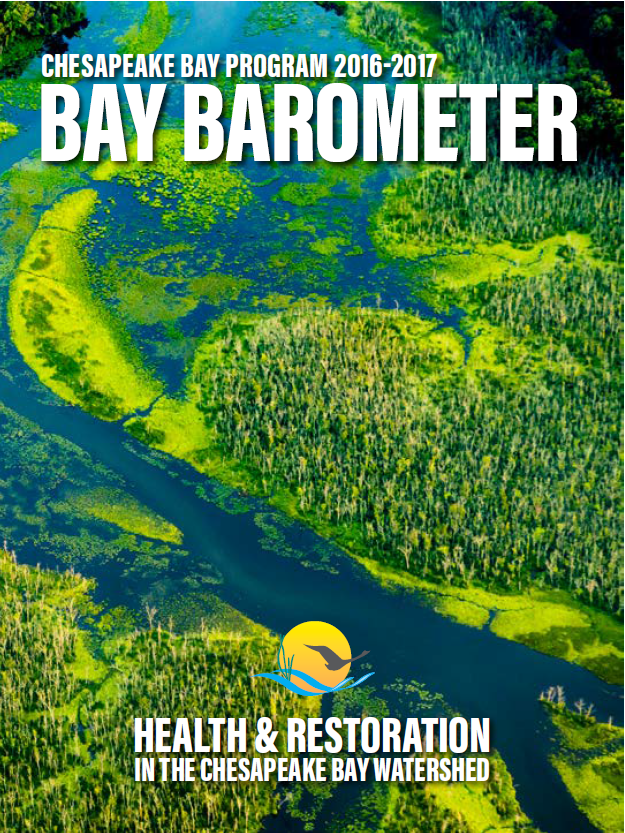 CHESAPEAKE BAY PROGRAM 2016-2017
BAY BAROMETER
HEALTH & RESTORATION
IN THE CHESAPEAKE BAY WATERSHED